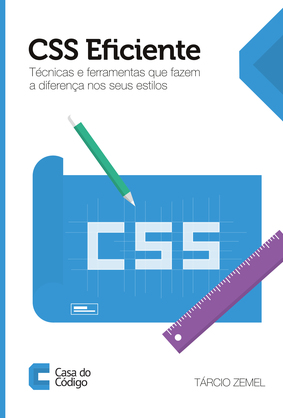 CSS Eficiente
Técnicas e ferramentas que fazem
a diferença nos seus estilos
CSS
Casa do
Código
TÁRCIO ZEMEL